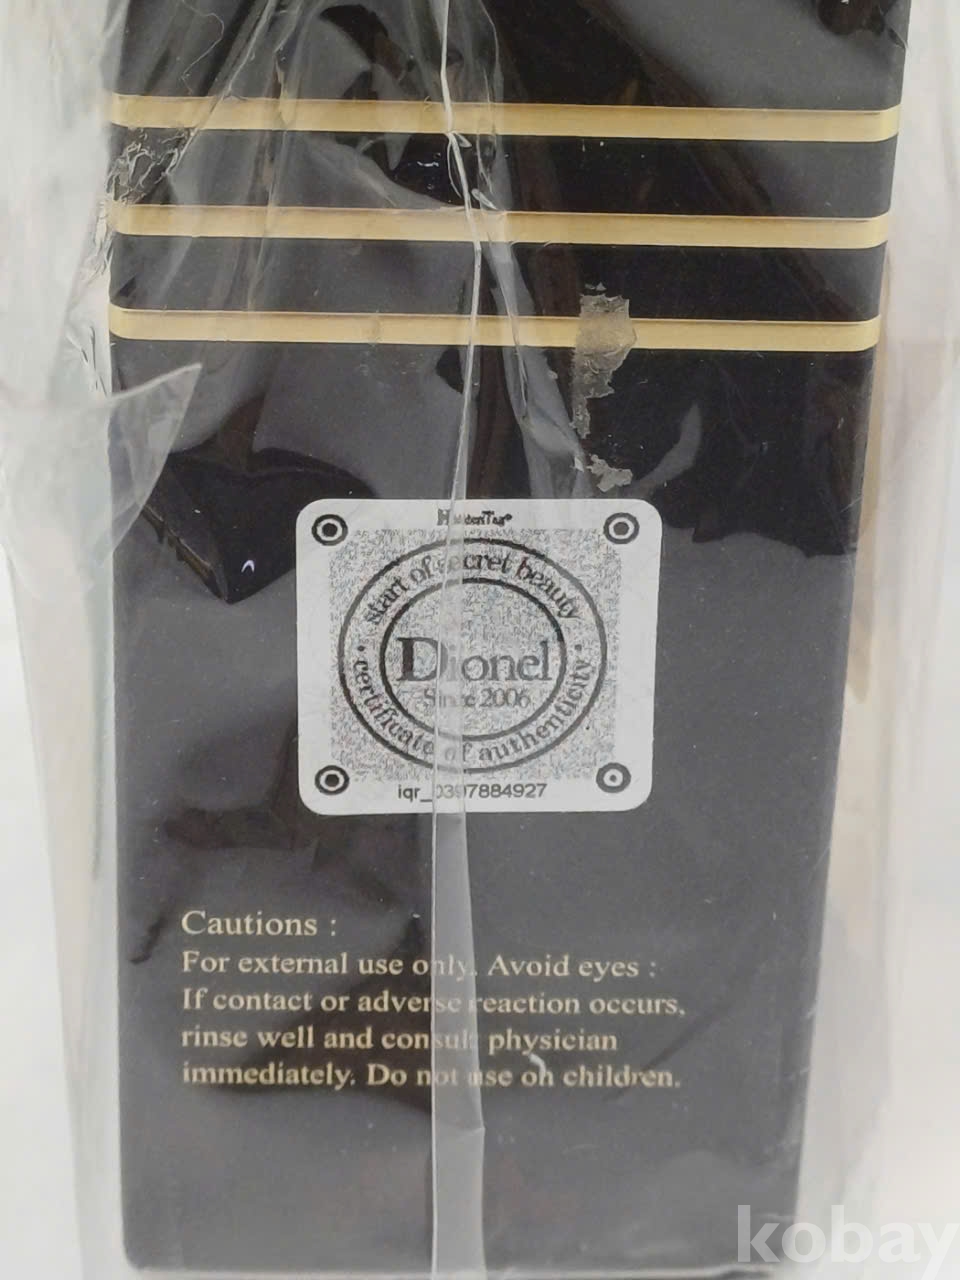 HiddenTag®
start of secret beauty
Dionel
Since 2006
• certificate of authenticity •
iqr_0397884927
Cautions :
For external use only. Avoid eyes :
If contact or adverse reaction occurs,
rinse well and consult physician
immediately. Do not use on children.
kobay